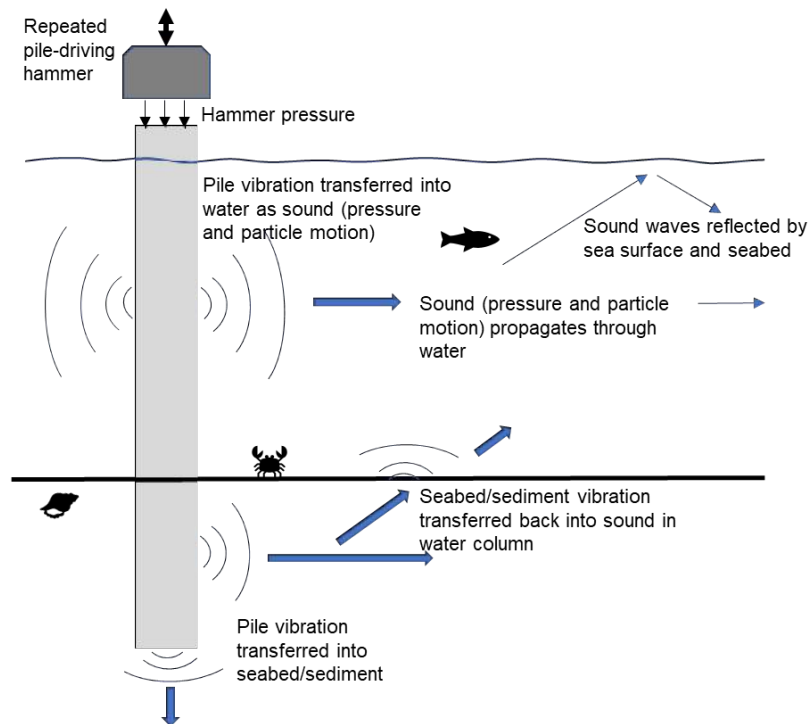 Repeated
pile-driving
hammer
Hammer pressure
Pile vibration transferred into
water as sound (pressure
and particle motion)
Sound waves reflected by
sea surface and seabed
Sound (pressure and particle
motion) propagates through
water
Seabed/sediment vibration
transferred back into sound in
water column
Pile vibration
transferred into
seabed/sediment